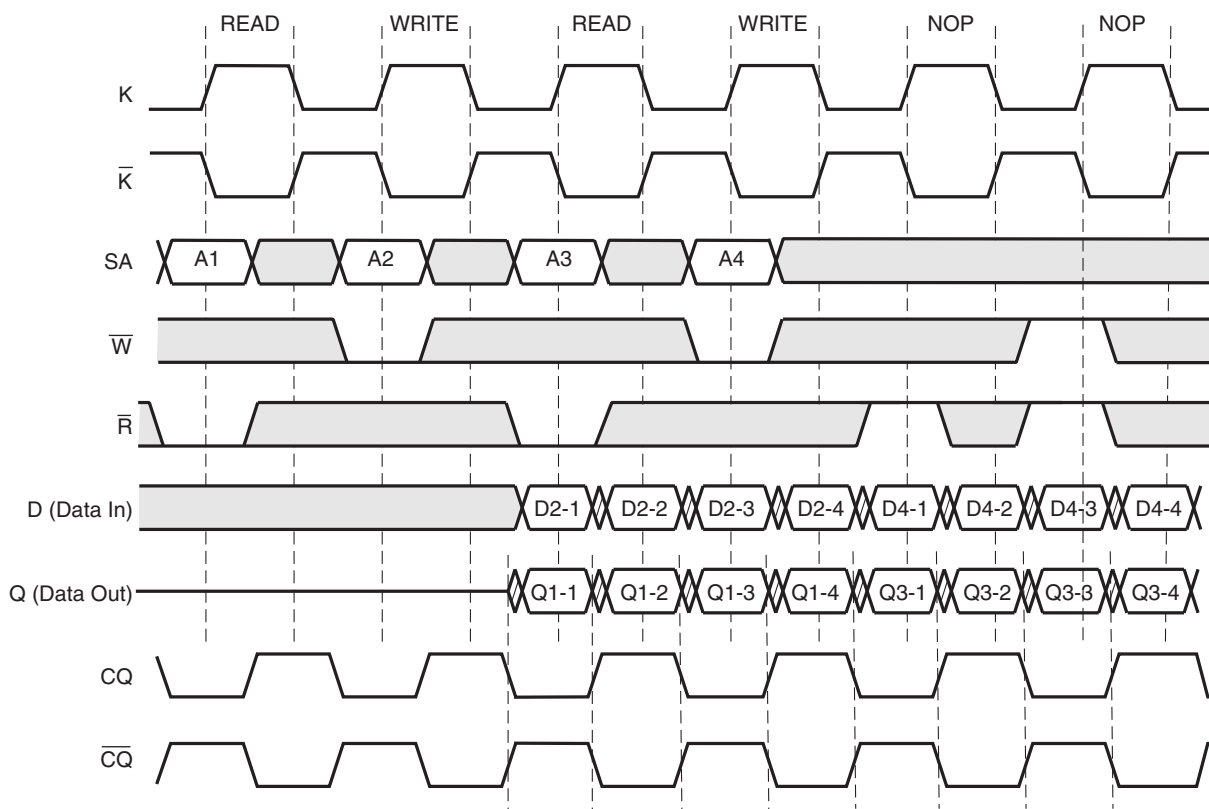 READ WRITE READ WRITE NOP NOP
K
K̅
SA A1 A2 A3 A4
W̅
R̅
D (Data In) D2-1 D2-2 D2-3 D2-4 D4-1 D4-2 D4-3 D4-4
Q (Data Out) Q1-1 Q1-2 Q1-3 Q1-4 Q3-1 Q3-2 Q3-3 Q3-4
CQ
C̅Q̅